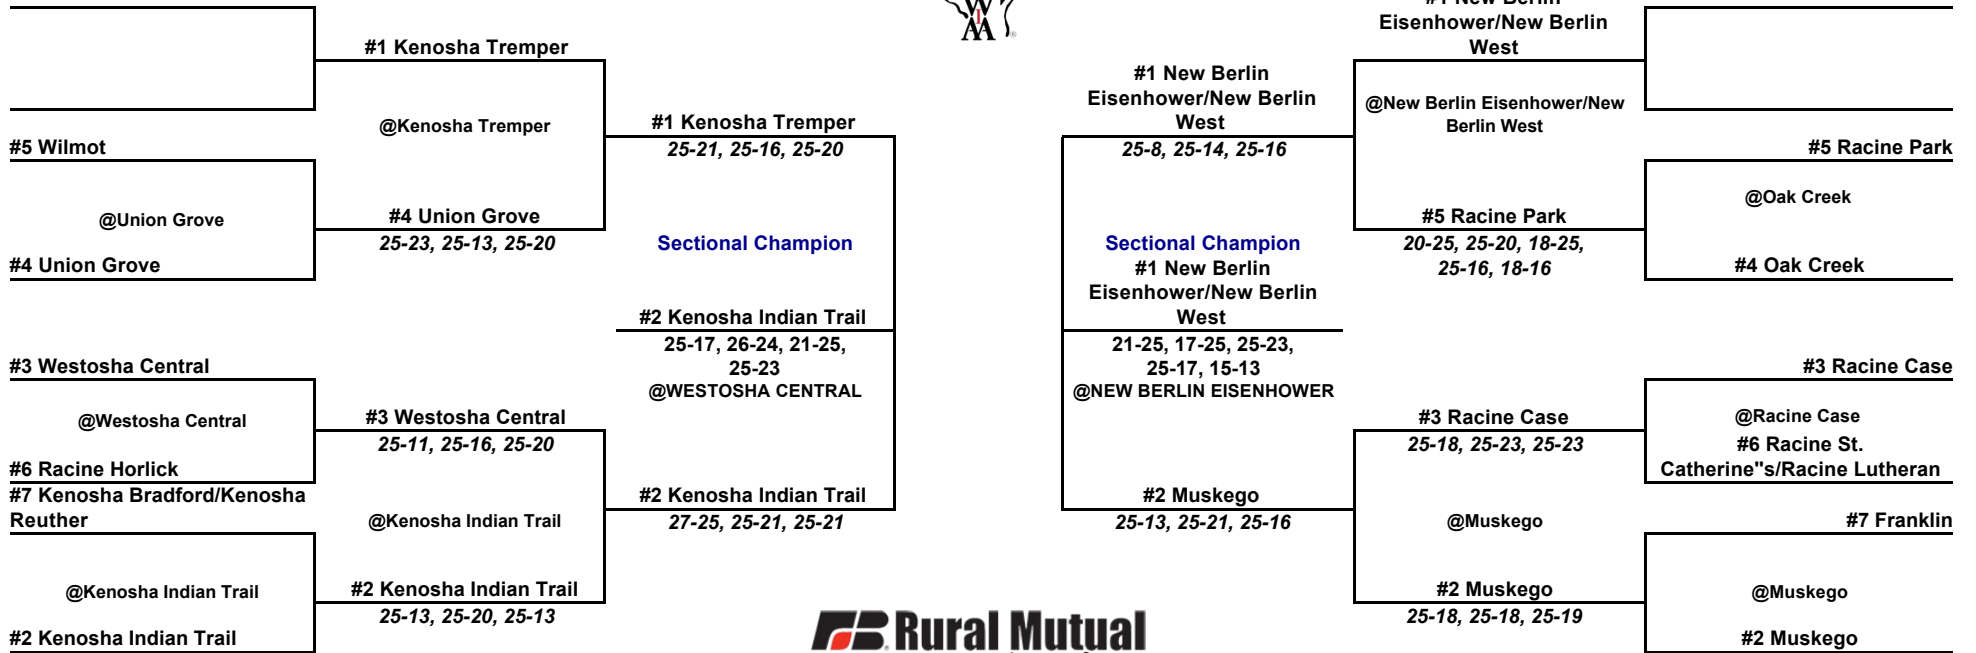 #1 Kenosha Tremper
@Kenosha Tremper
#5 Wilmot
@Union Grove
#4 Union Grove
#4 Union Grove
25-23, 25-13, 25-20
#1 Kenosha Tremper
25-21, 25-16, 25-20
Sectional Champion
#2 Kenosha Indian Trail
25-17, 26-24, 21-25,
25-23
@WESTOSHA CENTRAL
#3 Westosha Central
@Westosha Central
#6 Racine Horlick
#3 Westosha Central
25-11, 25-16, 25-20
#7 Kenosha Bradford/Kenosha
Reuther
@Kenosha Indian Trail
#2 Kenosha Indian Trail
@Kenosha Indian Trail
#2 Kenosha Indian Trail
25-13, 25-20, 25-13
#2 Kenosha Indian Trail
27-25, 25-21, 25-21
WIAA
#1 New Berlin
Eisenhower/New Berlin
West
@New Berlin Eisenhower/New
Berlin West
#1 New Berlin
Eisenhower/New Berlin
West
25-8, 25-14, 25-16
#5 Racine Park
@Oak Creek
#4 Oak Creek
#5 Racine Park
20-25, 25-20, 18-25,
25-16, 18-16
Sectional Champion
#1 New Berlin
Eisenhower/New Berlin
West
21-25, 17-25, 25-23,
25-17, 15-13
@NEW BERLIN EISENHOWER
#3 Racine Case
@Racine Case
#6 Racine St.
Catherine"s/Racine Lutheran
#3 Racine Case
25-18, 25-23, 25-23
#2 Muskego
25-13, 25-21, 25-16
@Muskego
#7 Franklin
@Muskego
#2 Muskego
#2 Muskego
25-18, 25-18, 25-19
Rural Mutual